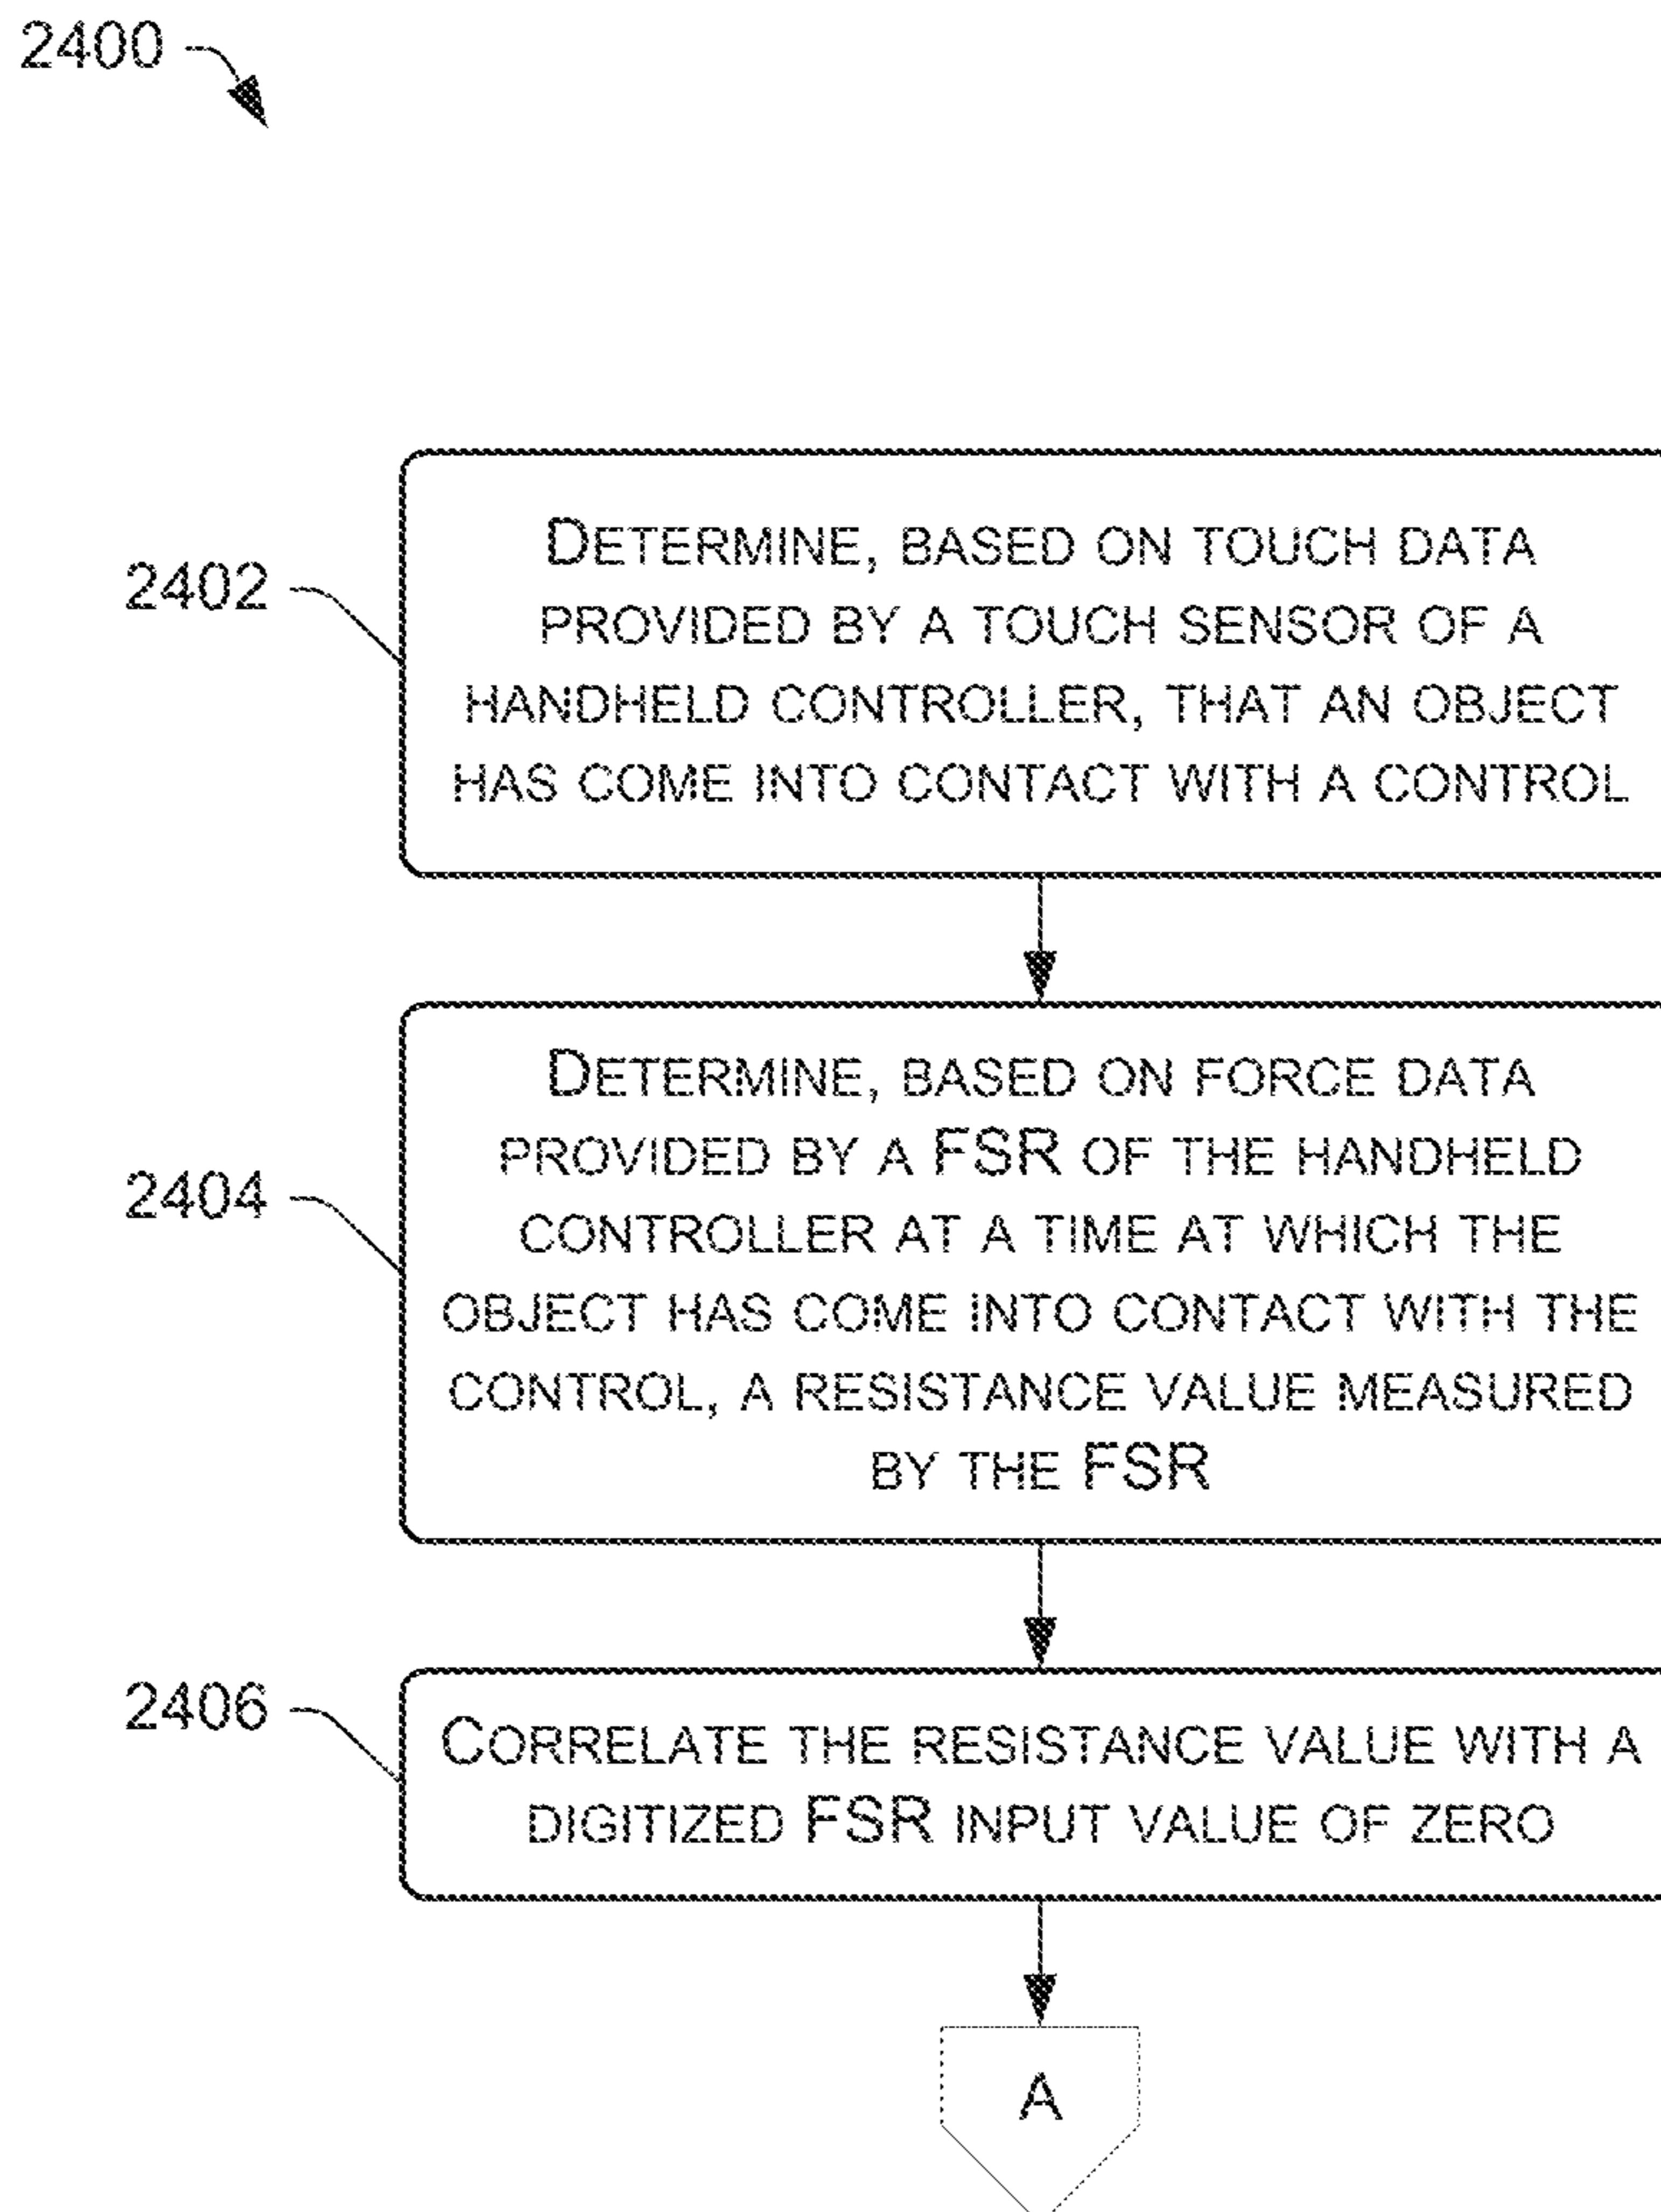 2400
2402
DETERMINE, BASED ON TOUCH DATA
PROVIDED BY A TOUCH SENSOR OF A
HANDHELD CONTROLLER, THAT AN OBJECT
HAS COME INTO CONTACT WITH A CONTROL
2404
DETERMINE, BASED ON FORCE DATA
PROVIDED BY A FSR OF THE HANDHELD
CONTROLLER AT A TIME AT WHICH THE
OBJECT HAS COME INTO CONTACT WITH THE
CONTROL, A RESISTANCE VALUE MEASURED
BY THE FSR
2406
CORRELATE THE RESISTANCE VALUE WITH A
DIGITIZED FSR INPUT VALUE OF ZERO
A